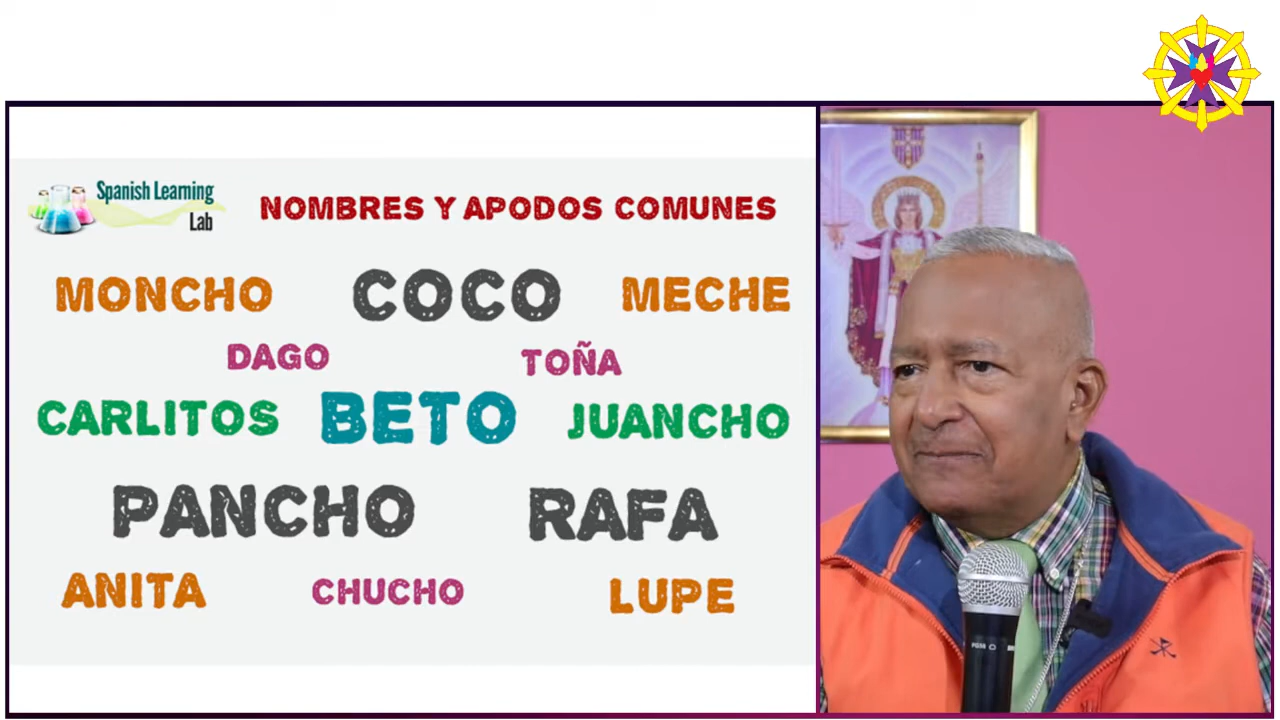 Spanish Learning
Lab
NOMBRES Y APODOS COMUNES
MONCHO COCO MECHE
DAGO TOÑA
CARLITOS BETO JUANCHO
PANCHO RAFA
ANITA CHUCHO LUPE